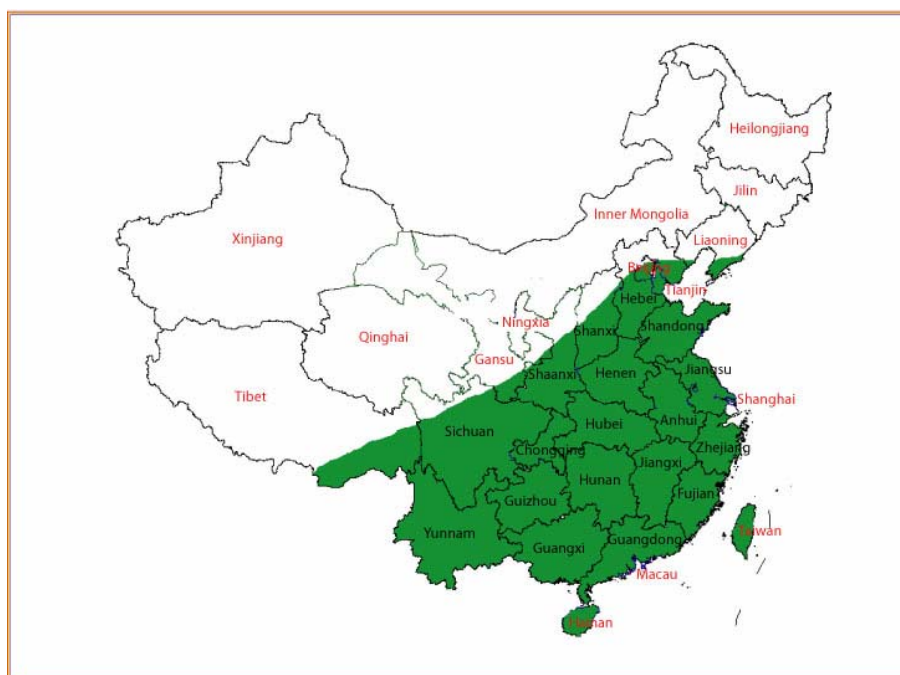 Heilongjiang
Jilin
Inner Mongolia
Liaoning
Xinjiang
Beijing
Tianjin
Hebei
Ningxia
Shanxi
Shandong
Qinghai
Gansu
Shaanxi
Henen
Jiangsu
Tibet
Shanghai
Sichuan
Hubei
Anhui
Chongqing
Zhejiang
Jiangxi
Hunan
Guizhou
Fujian
Yunnam
Taiwan
Guangxi
Guangdong
Macau
Hainan